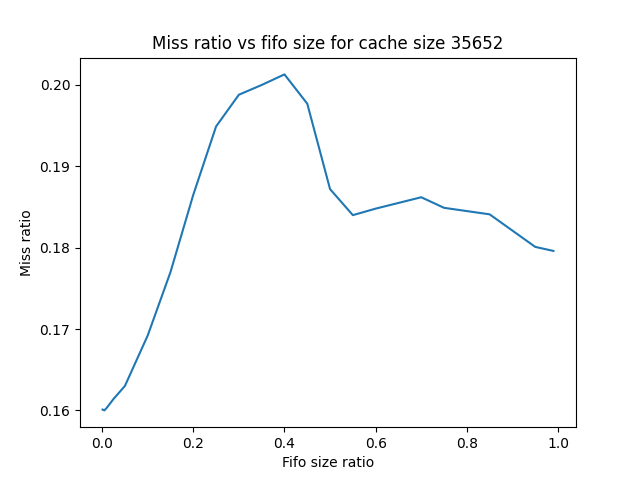 Miss ratio vs fifo size for cache size 35652
0.20
0.19
0.18
0.17
0.16
Miss ratio
0.0 0.2 0.4 0.6 0.8 1.0
Fifo size ratio